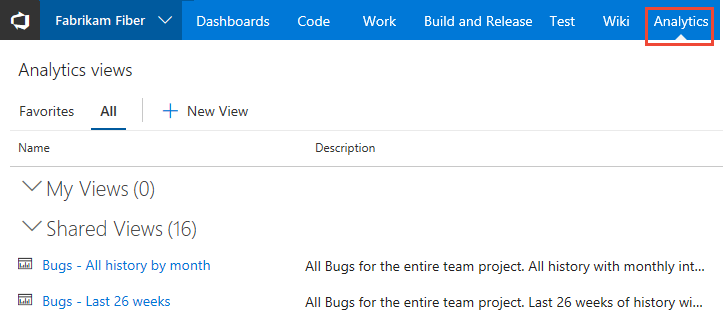 Fabrikam Fiber Dashboards Code Work Build and Release Test Wiki Analytics
Analytics views
Favorites All New View
Name Description
My Views (0)
Shared Views (16)
Bugs - All history by month All Bugs for the entire team project. All history with monthly int...
Bugs - Last 26 weeks All Bugs for the entire team project. Last 26 weeks of history wi...